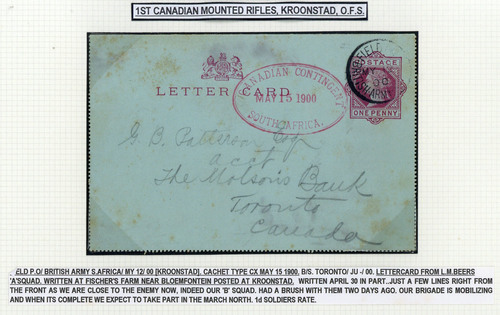 1ST CANADIAN MOUNTED RIFLES, KROONSTAD, O.F.S.
FIELD
BRITISH ARMY
MY
00
POSTAGE
ONE PENNY
LETTER CARD
CANADIAN CONTINGENT
MAY 15 1900
SOUTH AFRICA.
G. B. Patterson Esq
acct
The Molsons Bank
Toronto
Canada
ELD P.O/ BRITISH ARMY S.AFRICA/ MY 12/ 00 [KROONSTAD]. CACHET TYPE CX MAY 15 1900, B/S. TORONTO/ JU -/ 00. LETTERCARD FROM L.M.BEERS
'A'SQUAD. WRITTEN AT FISCHER'S FARM NEAR BLOEMFONTEIN POSTED AT KROONSTAD. WRITTEN APRIL 30 IN PART..JUST A FEW LINES RIGHT FROM
THE FRONT AS WE ARE CLOSE TO THE ENEMY NOW, INDEED OUR 'B' SQUAD. HAD A BRUSH WITH THEM TWO DAYS AGO. OUR BRIGADE IS MOBILIZING
AND WHEN ITS COMPLETE WE EXPECT TO TAKE PART IN THE MARCH NORTH. 1d SOLDIERS RATE.